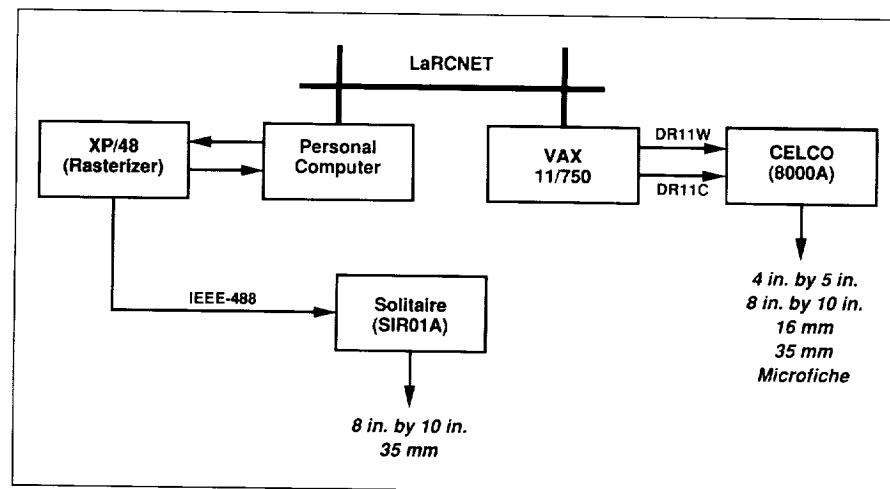 LaRCNET
XP/48
(Rasterizer)
Personal
Computer
VAX
11/750
DR11W
DR11C
CELCO
(8000A)
IEEE-488
Solitaire
(SIR01A)
4 in. by 5 in.
8 in. by 10 in.
16 mm
35 mm
Microfiche
8 in. by 10 in.
35 mm